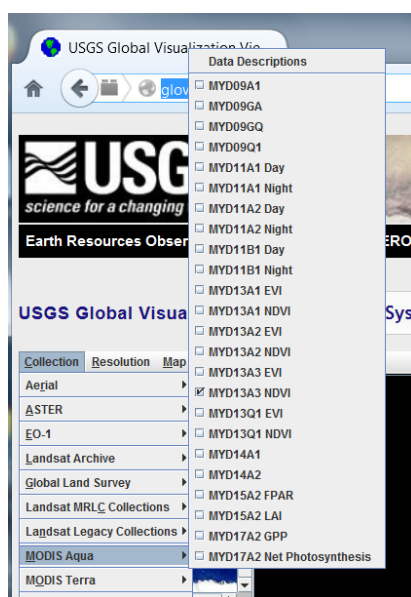 USGS Global Visualization Vie
Data Descriptions
glov
MYD09A1
MYD09GA
MYD09GQ
MYD09Q1
MYD11A1 Day
MYD11A1 Night
MYD11A2 Day
MYD11A2 Night
MYD11B1 Day
MYD11B1 Night
MYD13A1 EVI
MYD13A1 NDVI
MYD13A2 EVI
MYD13A2 NDVI
MYD13A3 EVI
MYD13A3 NDVI
MYD13Q1 EVI
MYD13Q1 NDVI
MYD14A1
MYD14A2
MYD15A2 FPAR
MYD15A2 LAI
MYD17A2 GPP
MYD17A2 Net Photosynthesis
USG
science for a changing
Earth Resources Obser
ERO
USGS Global Visua
Sys
Collection Resolution Map
Aerial
ASTER
EO-1
Landsat Archive
Global Land Survey
Landsat MRLC Collections
Landsat Legacy Collections
MODIS Aqua
MODIS Terra